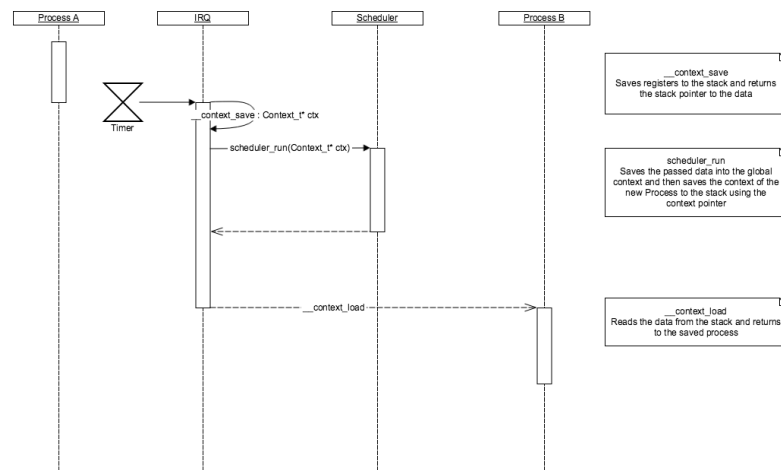 Process A
IRQ
Scheduler
Process B
__context_save
Saves registers to the stack and returns
the stack pointer to the data
Timer
__context_save : Context_t* ctx
scheduler_run(Context_t* ctx)
scheduler_run
Saves the passed data into the global
context and then saves the context of the
new Process to the stack using the
context pointer
__context_load
__context_load
Reads the data from the stack and returns
to the saved process